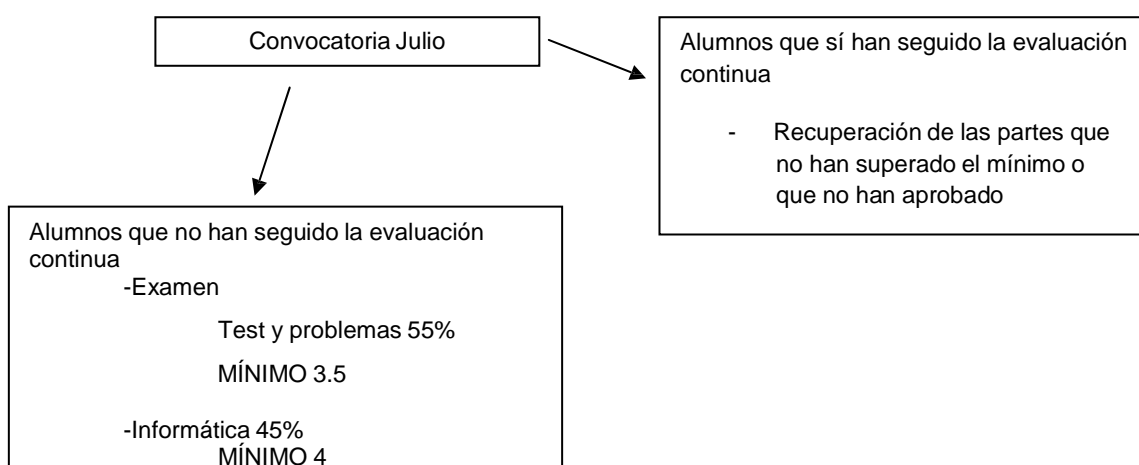 Convocatoria Julio
Alumnos que sí han seguido la evaluación
continua
- Recuperación de las partes que
no han superado el mínimo o
que no han aprobado
Alumnos que no han seguido la evaluación
continua
-Examen
Test y problemas 55%
MÍNIMO 3.5
-Informática 45%
MÍNIMO 4